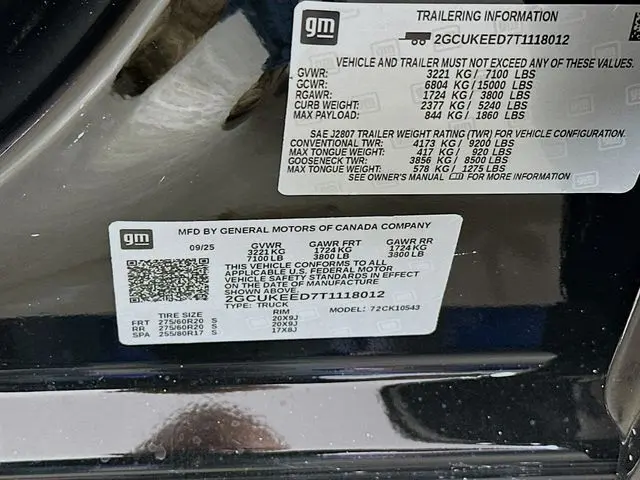 gm
TRAILERING INFORMATION
2GCUKEED7T1118012
VEHICLE AND TRAILER MUST NOT EXCEED ANY OF THESE VALUES.
GVWR: 3221 KG / 7100 LBS
GCWR: 6804 KG / 15000 LBS
RGAWR: 1724 KG / 3800 LBS
CURB WEIGHT: 2377 KG / 5240 LBS
MAX PAYLOAD: 844 KG / 1860 LBS
SAE J2807 TRAILER WEIGHT RATING (TWR) FOR VEHICLE CONFIGURATION.
CONVENTIONAL TWR: 4173 KG / 9200 LBS
MAX TONGUE WEIGHT: 417 KG / 920 LBS
GOOSENECK TWR: 3856 KG / 8500 LBS
MAX TONGUE WEIGHT: 578 KG / 1275 LBS
SEE OWNER'S MANUAL FOR MORE INFORMATION
gm
MFD BY GENERAL MOTORS OF CANADA COMPANY
09/25 GVWR GAWR FRT GAWR RR
3221 KG 1724 KG 1724 KG
7100 LB 3800 LB 3800 LB
THIS VEHICLE CONFORMS TO ALL
APPLICABLE U.S. FEDERAL MOTOR
VEHICLE SAFETY STANDARDS IN EFFECT
ON THE DATE OF MANUFACTURE
SHOWN ABOVE.
2GCUKEED7T1118012
TYPE: TRUCK MODEL: 72CK10543
TIRE SIZE RIM
FRT 275/60R20 S 20X9J
RR 275/60R20 S 20X9J
SPA 255/80R17 S 17X8J